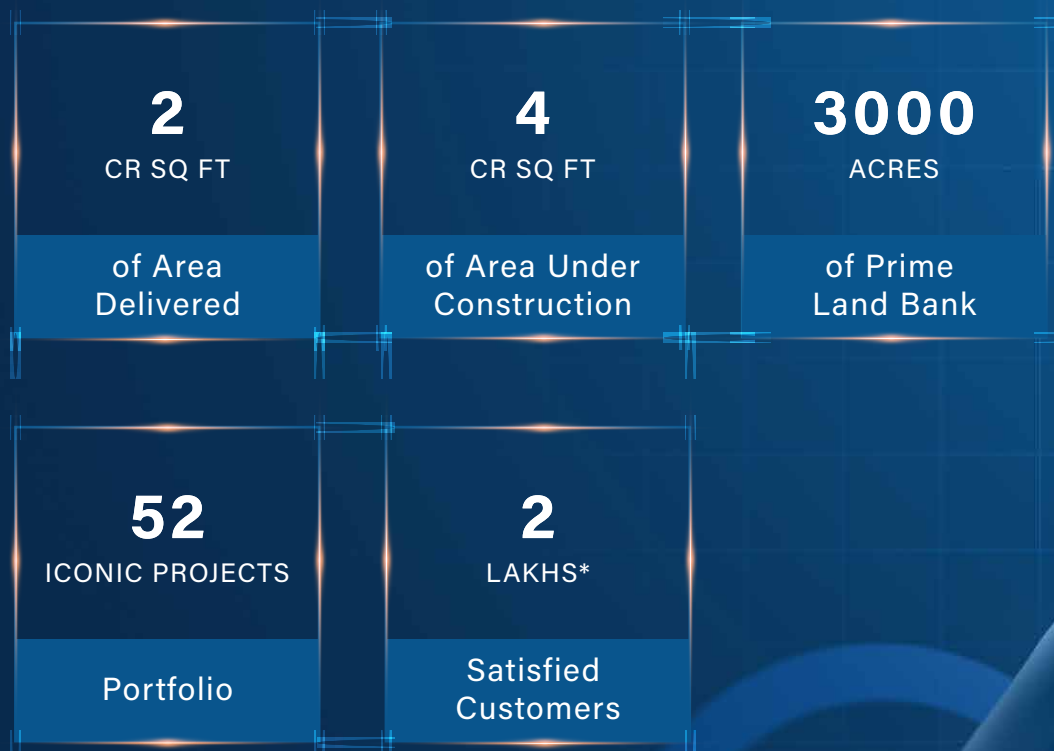 2
CR SQ FT
of Area
Delivered
4
CR SQ FT
of Area Under
Construction
3000
ACRES
of Prime
Land Bank
52
ICONIC PROJECTS
Portfolio
2
LAKHS*
Satisfied
Customers